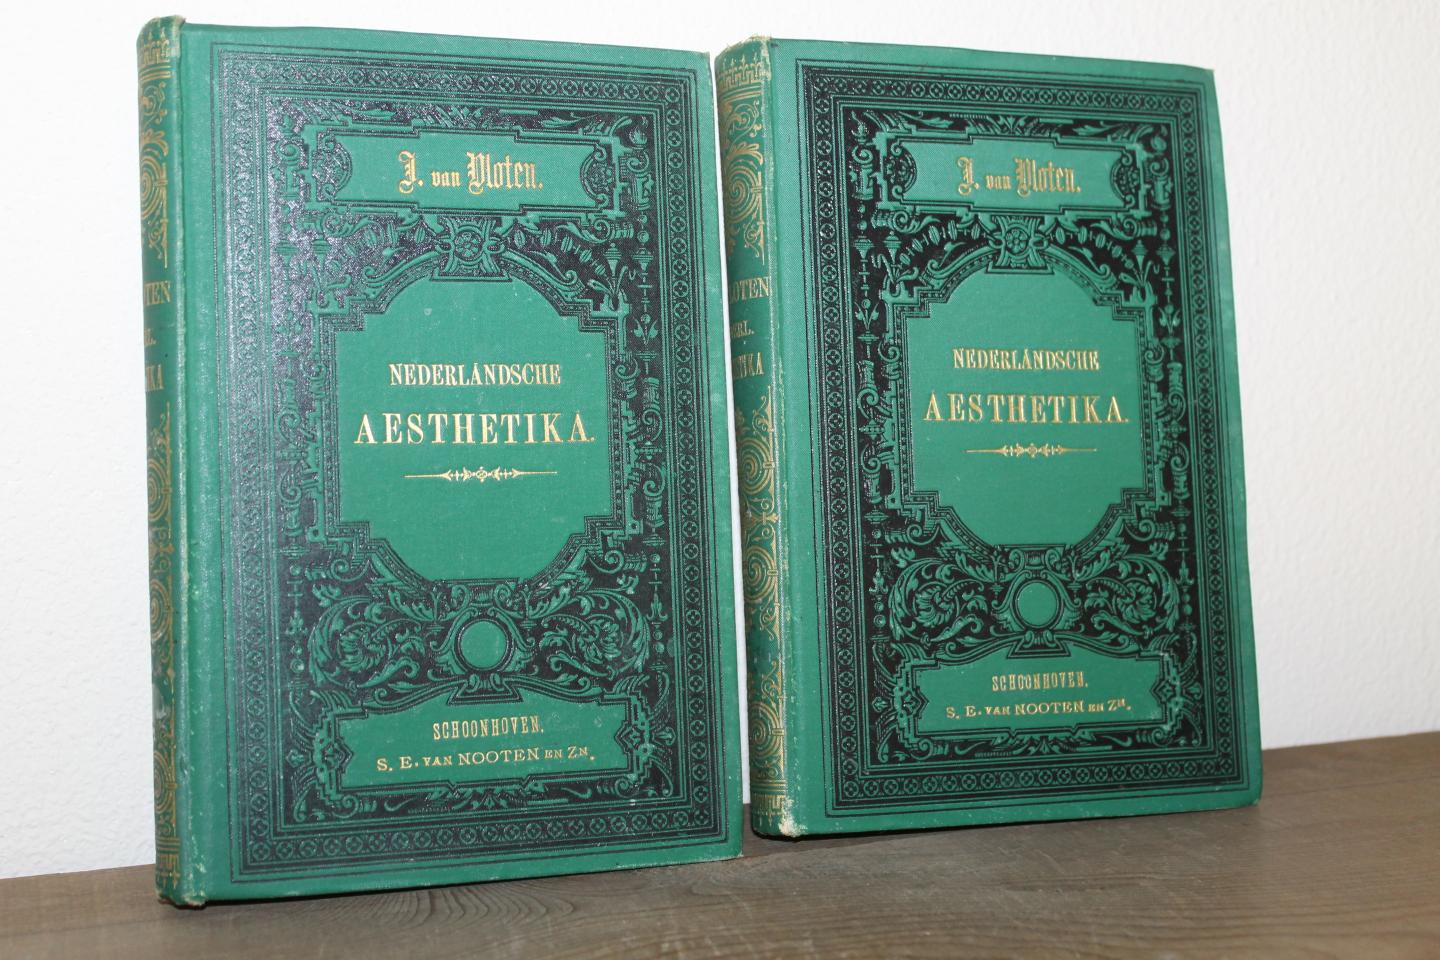 J. van Vloten.
NEDERLANDSCHE
AESTHETIKA.
SCHOONHOVEN.
S. E. VAN NOOTEN EN ZN.
J. van Vloten.
NEDERLANDSCHE
AESTHETIKA.
SCHOONHOVEN.
S. E. VAN NOOTEN EN ZN.